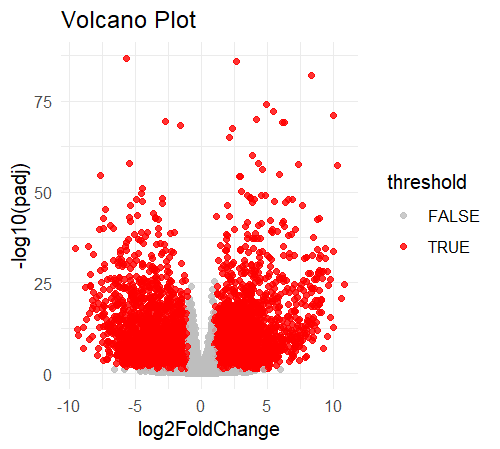 Volcano Plot
-log10(padj)
75
50
25
0
-10 -5 0 5 10
log2FoldChange
threshold
FALSE
TRUE